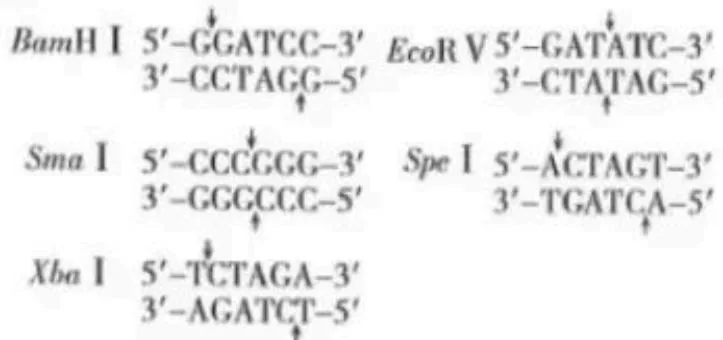 BamH I 5′-GGATCC-3′ EcoR V 5′-GATATC-3′
3′-CCTAGG-5′ 3′-CTATAG-5′
Sma I 5′-CCCGGG-3′ Spe I 5′-ACTAGT-3′
3′-GGGCCC-5′ 3′-TGATCA-5′
Xba I 5′-TCTAGA-3′
3′-AGATCT-5′